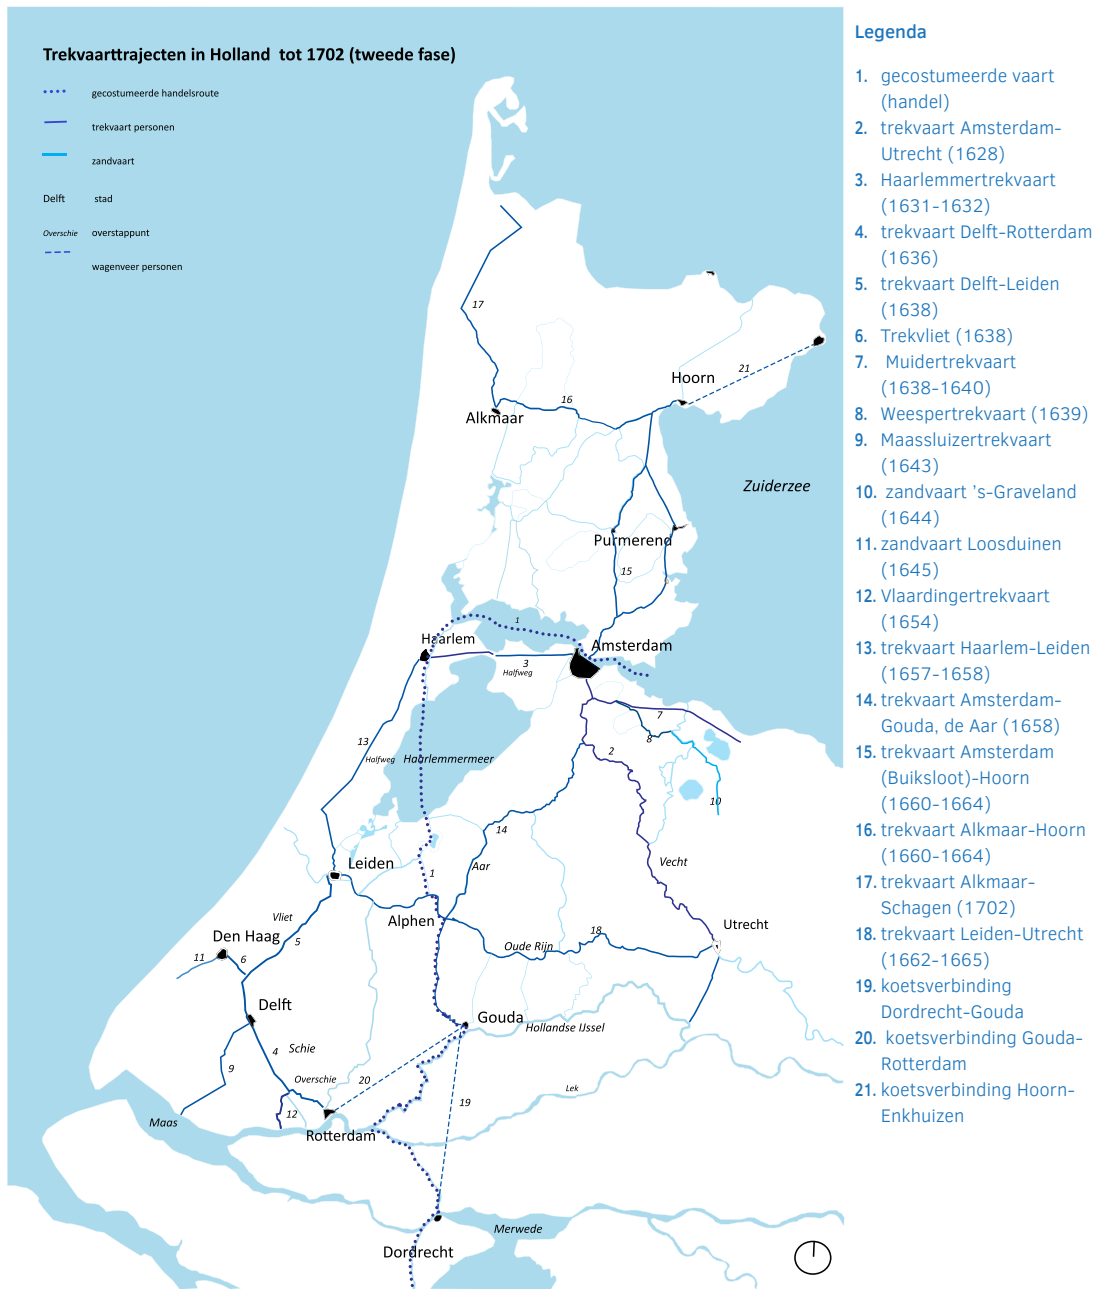 Trekvaarttrajecten in Holland  tot 1702 (tweede fase)
gecostumeerde handelsroute
trekvaart personen
zandvaart
Delft stad
Overschie overstappunt
wagenveer personen
17
21
Hoorn
16
Alkmaar
Zuiderzee
Purmerend
15
1
Haarlem
Amsterdam
3
Halfweg
7
13
8
2
Halfweg
Haarlemmermeer
10
14
Leiden
1
Aar
Vecht
Vliet
Alphen
Utrecht
18
Den Haag
5
Oude Rijn
11
6
Delft
Gouda
Hollandse IJssel
4
Schie
9
Overschie
20
Lek
19
12
Maas
Rotterdam
Merwede
Dordrecht
Legenda
1. gecostumeerde vaart
(handel)
2. trekvaart Amsterdam-
Utrecht (1628)
3. Haarlemmertrekvaart
(1631-1632)
4. trekvaart Delft-Rotterdam
(1636)
5. trekvaart Delft-Leiden
(1638)
6. Trekvliet (1638)
7. Muidertrekvaart
(1638-1640)
8. Weespertrekvaart (1639)
9. Maassluizertrekvaart
(1643)
10. zandvaart ’s-Graveland
(1644)
11. zandvaart Loosduinen
(1645)
12. Vlaardingertrekvaart
(1654)
13. trekvaart Haarlem-Leiden
(1657-1658)
14. trekvaart Amsterdam-
Gouda, de Aar (1658)
15. trekvaart Amsterdam
(Buiksloot)-Hoorn
(1660-1664)
16. trekvaart Alkmaar-Hoorn
(1660-1664)
17. trekvaart Alkmaar-
Schagen (1702)
18. trekvaart Leiden-Utrecht
(1662-1665)
19. koetsverbinding
Dordrecht-Gouda
20. koetsverbinding Gouda-
Rotterdam
21. koetsverbinding Hoorn-
Enkhuizen